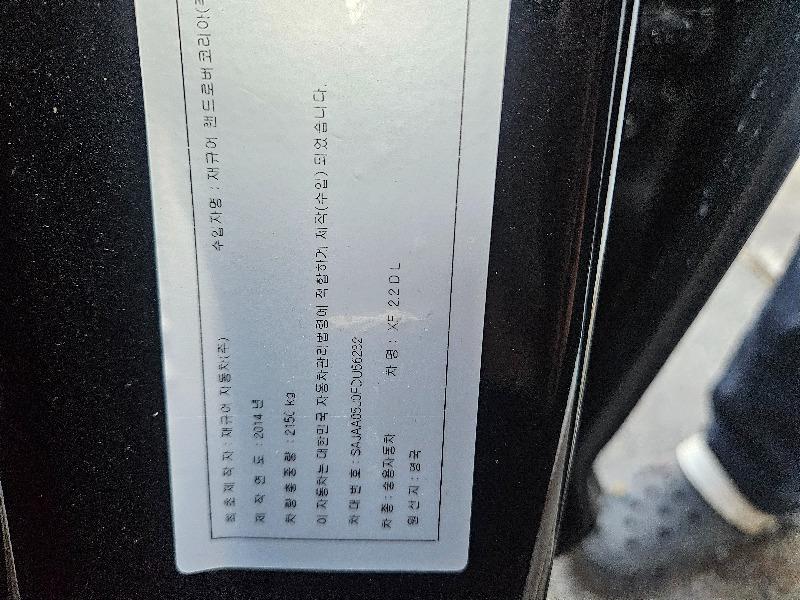 최초제작자 : 재규어 자동차(주) 수입자명 : 재규어 랜드로버 코리아(
제 작 연 도 : 2014 년
차량총중량 : 2150 kg
이 자동차는 대한민국 자동차관리법령에 적합하게 제작(수입) 되었습니다.
차 대 번 호 :
차종 : 승용자동차 차 명 : XF 2.2 D L
원 산 지 : 영국